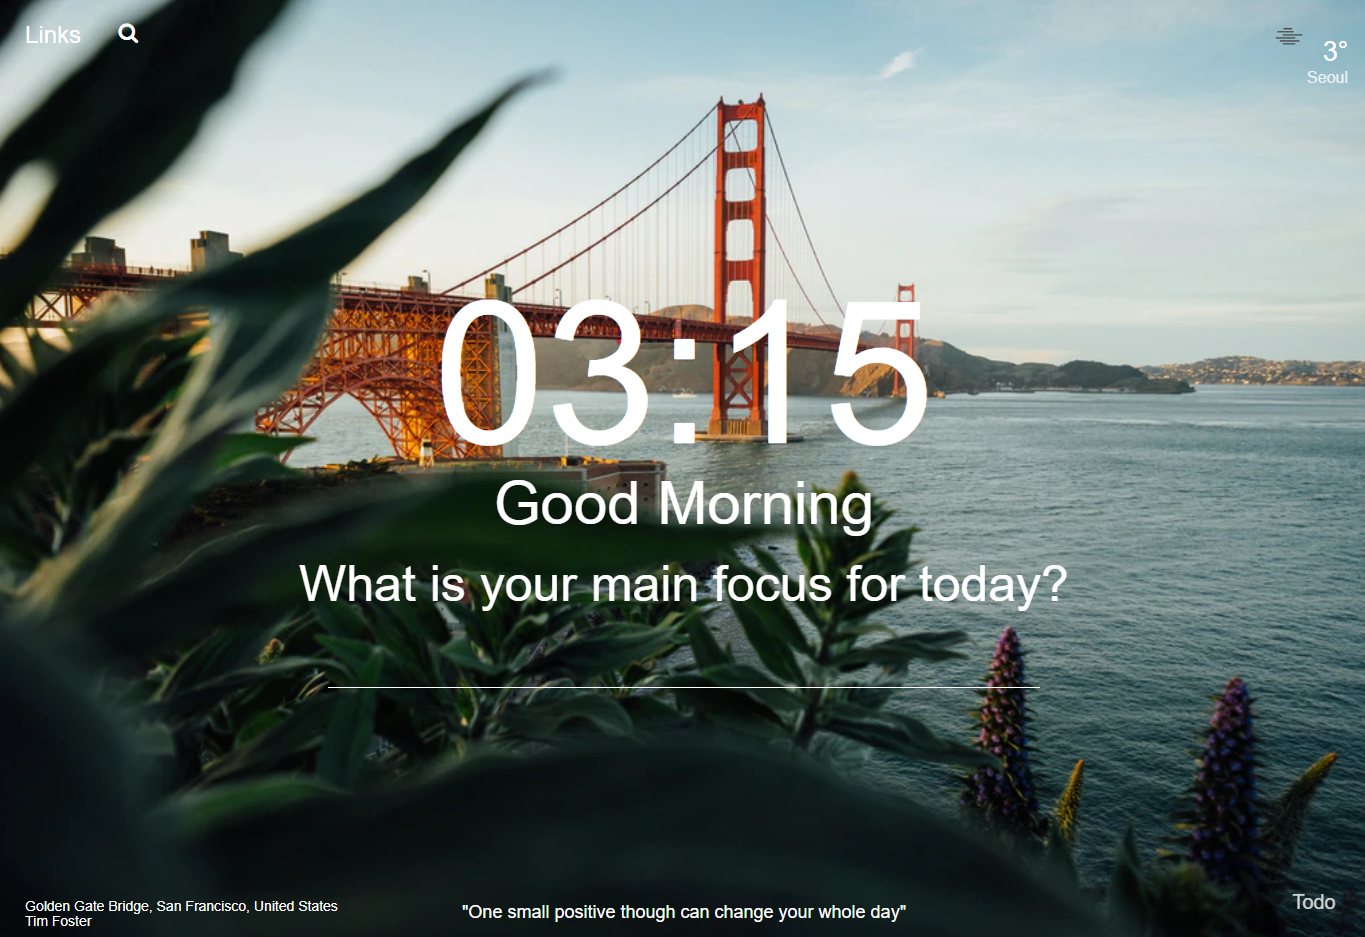 Links
3°
Seoul
03:15
Good Morning
What is your main focus for today?
Golden Gate Bridge, San Francisco, United States
Tim Foster
"One small positive though can change your whole day"
Todo